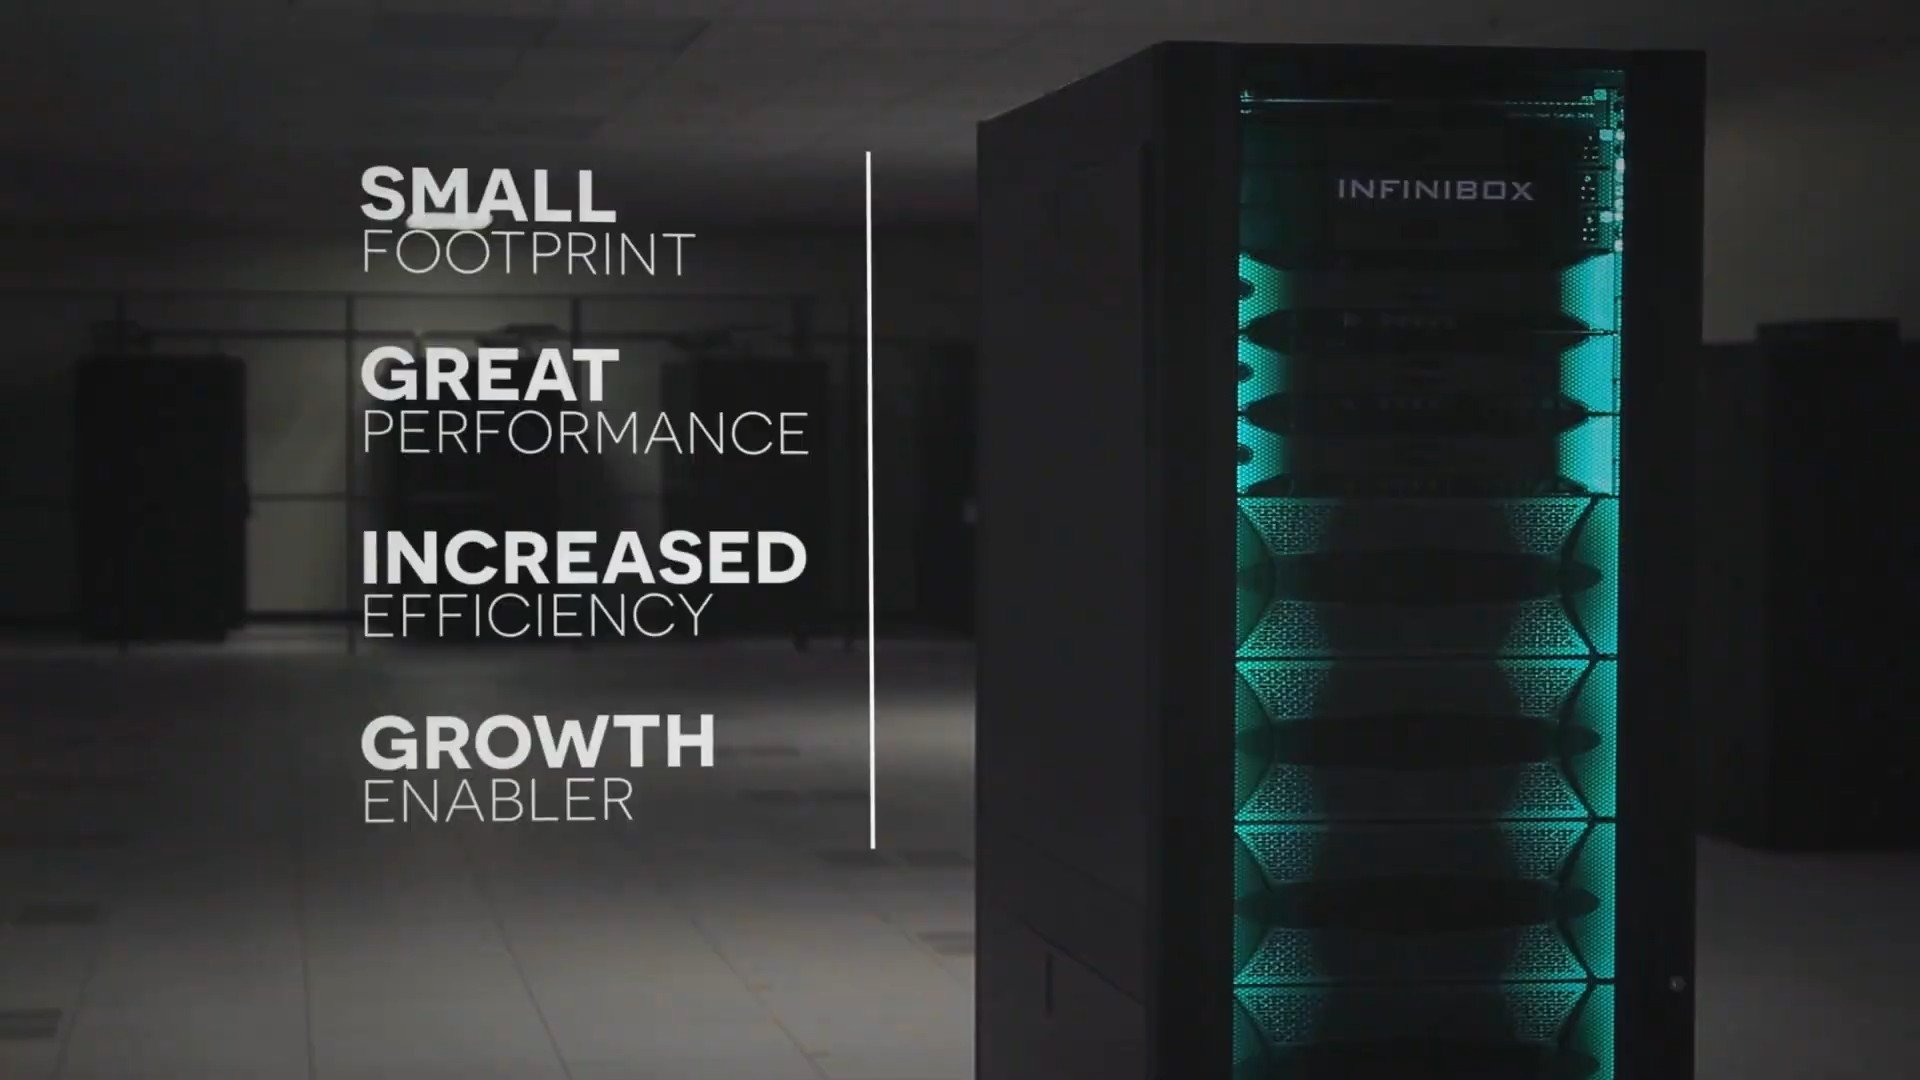 SMALL
FOOTPRINT
GREAT
PERFORMANCE
INCREASED
EFFICIENCY
GROWTH
ENABLER
INFINIBOX